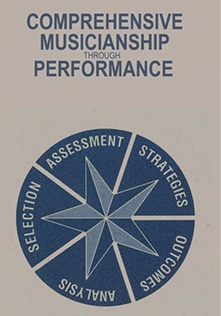 COMPREHENSIVE
MUSICIANSHIP
THROUGH
PERFORMANCE
SELECTION
ASSESSMENT
STRATEGIES
OUTCOMES
ANALYSIS